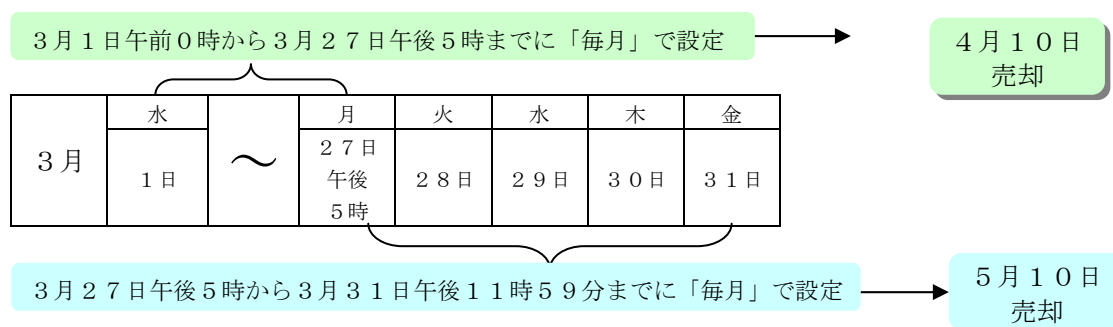 3月1日午前0時から3月27日午後5時までに「毎月」で設定
4月10日
売却
3月
水
月
火
水
木
金
1日
～
27日
午後
5時
28日
29日
30日
31日
3月27日午後5時から3月31日午後11時59分までに「毎月」で設定
5月10日
売却